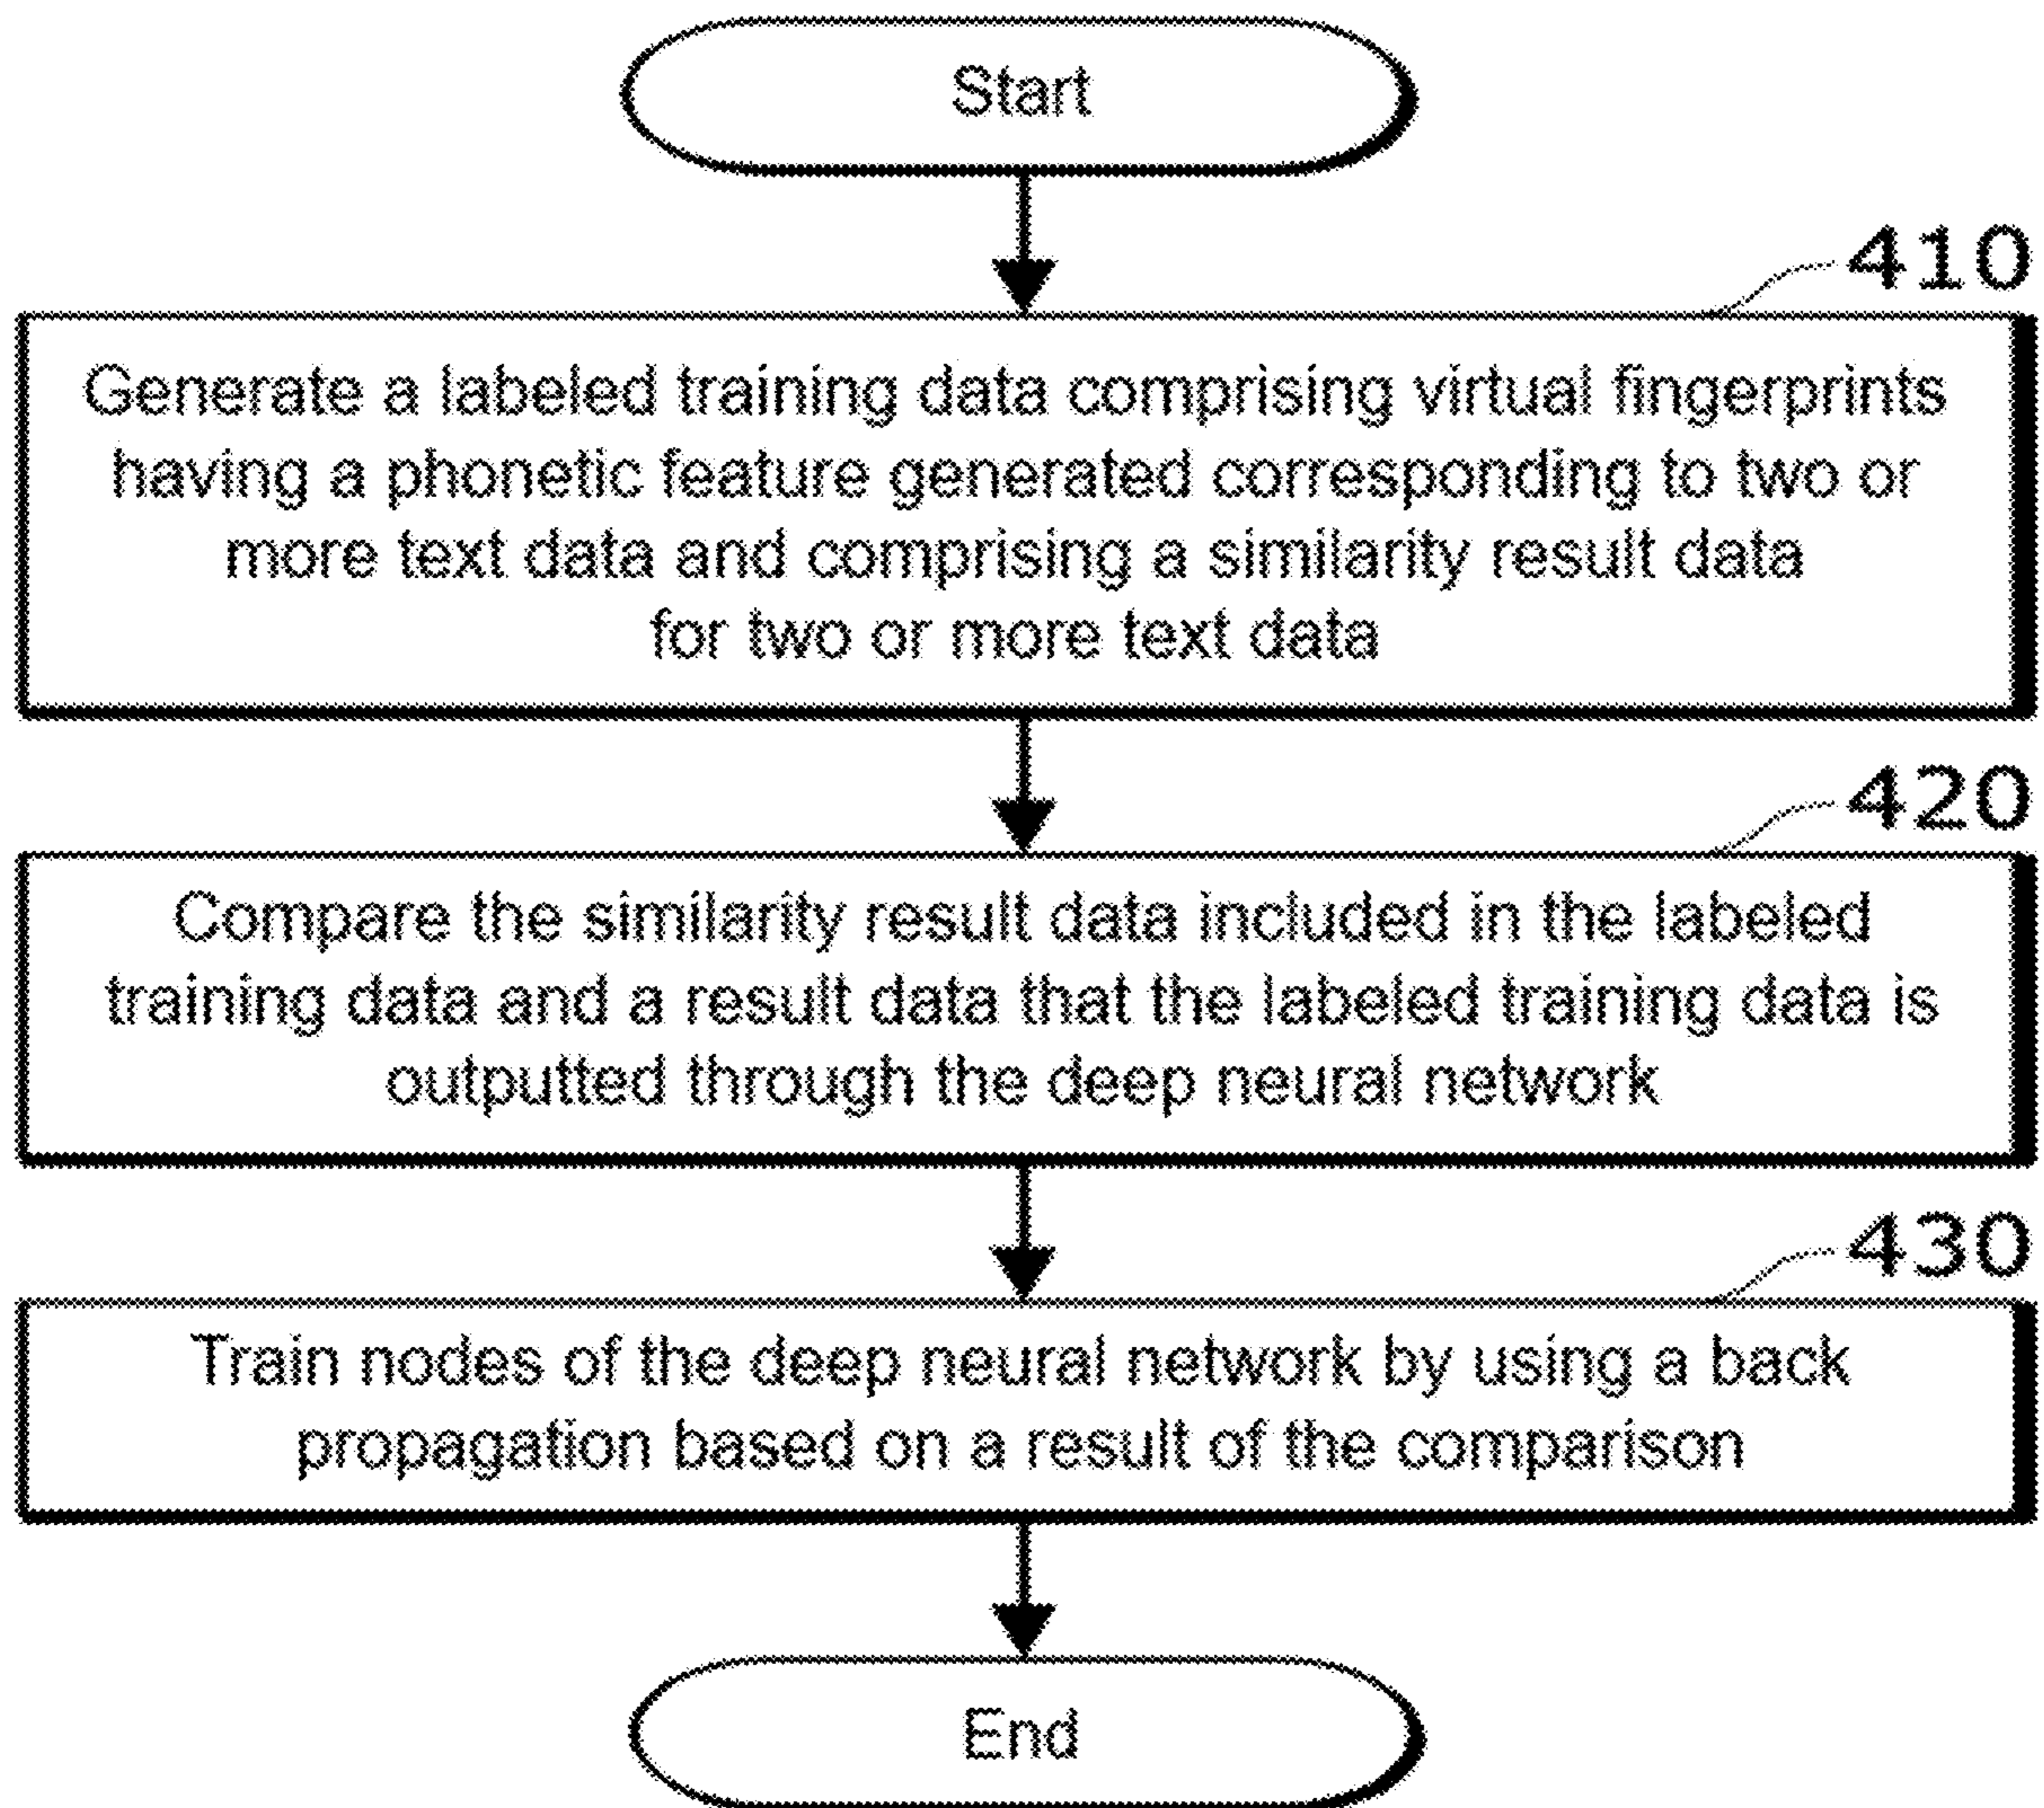 Start
410
Generate a labeled training data comprising virtual fingerprints
having a phonetic feature generated corresponding to two or
more text data and comprising a similarity result data
for two or more text data
420
Compare the similarity result data included in the labeled
training data and a result data that the labeled training data is
outputted through the deep neural network
430
Train nodes of the deep neural network by using a back
propagation based on a result of the comparison
End